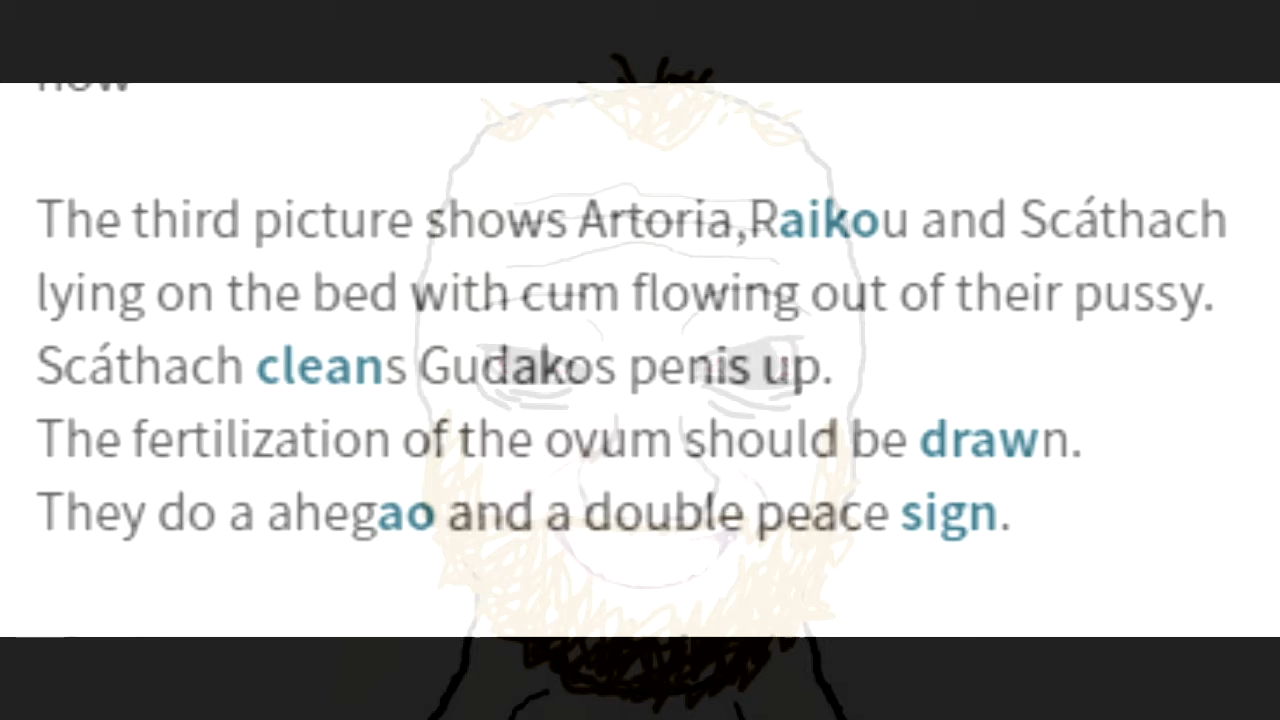 The third picture shows Artoria,Raikou and Scáthach
lying on the bed with cum flowing out of their pussy.
Scáthach cleans Gudakos penis up.
The fertilization of the ovum should be drawn.
They do a ahegao and a double peace sign.